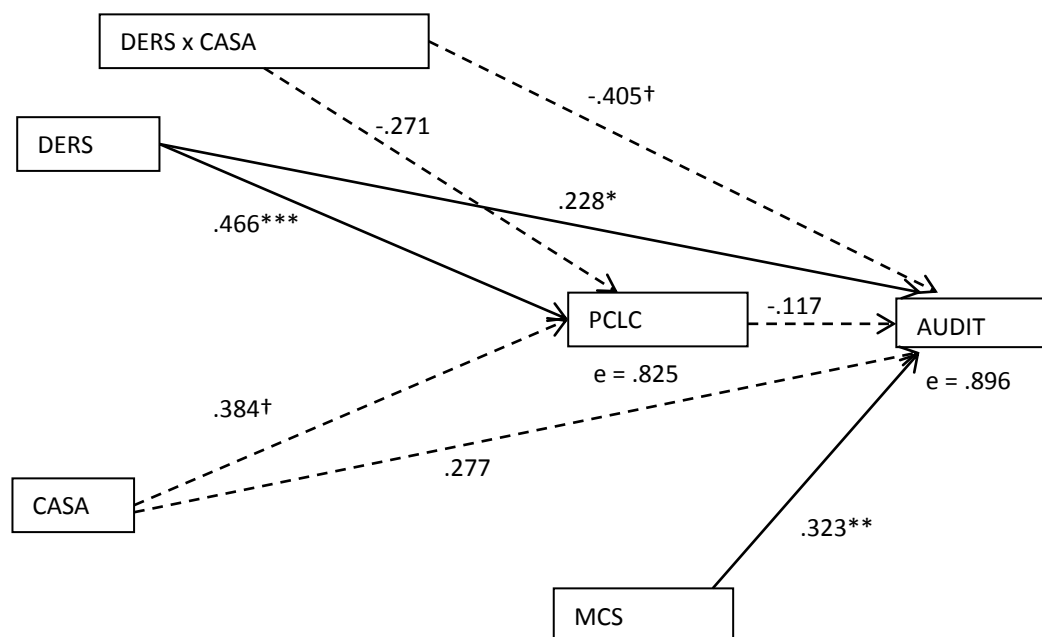 DERS x CASA
-.405†
-.271
DERS
.228*
.466***
PCLC
-.117
AUDIT
e = .825
e = .896
.384†
.277
CASA
.323**
MCS